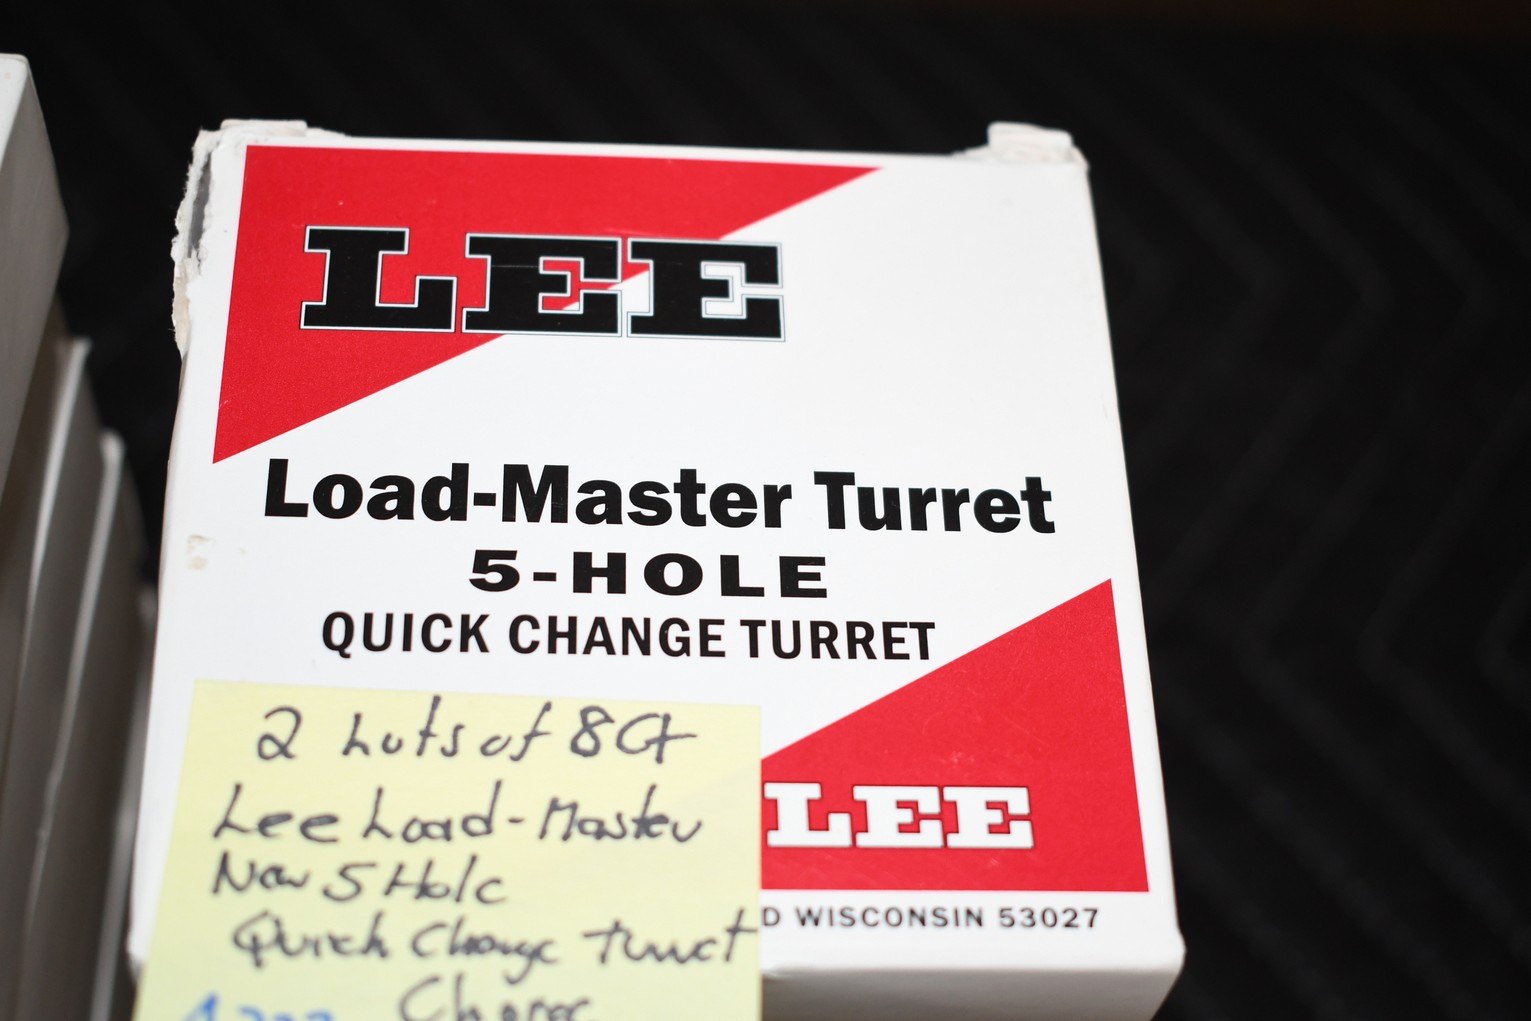 LEE
Load-Master Turret
5-HOLE
QUICK CHANGE TURRET
2 Lots of 8Ct
Lee Load-Master
New 5 Hole
Quick Change Turret
LEE
D WISCONSIN 53027